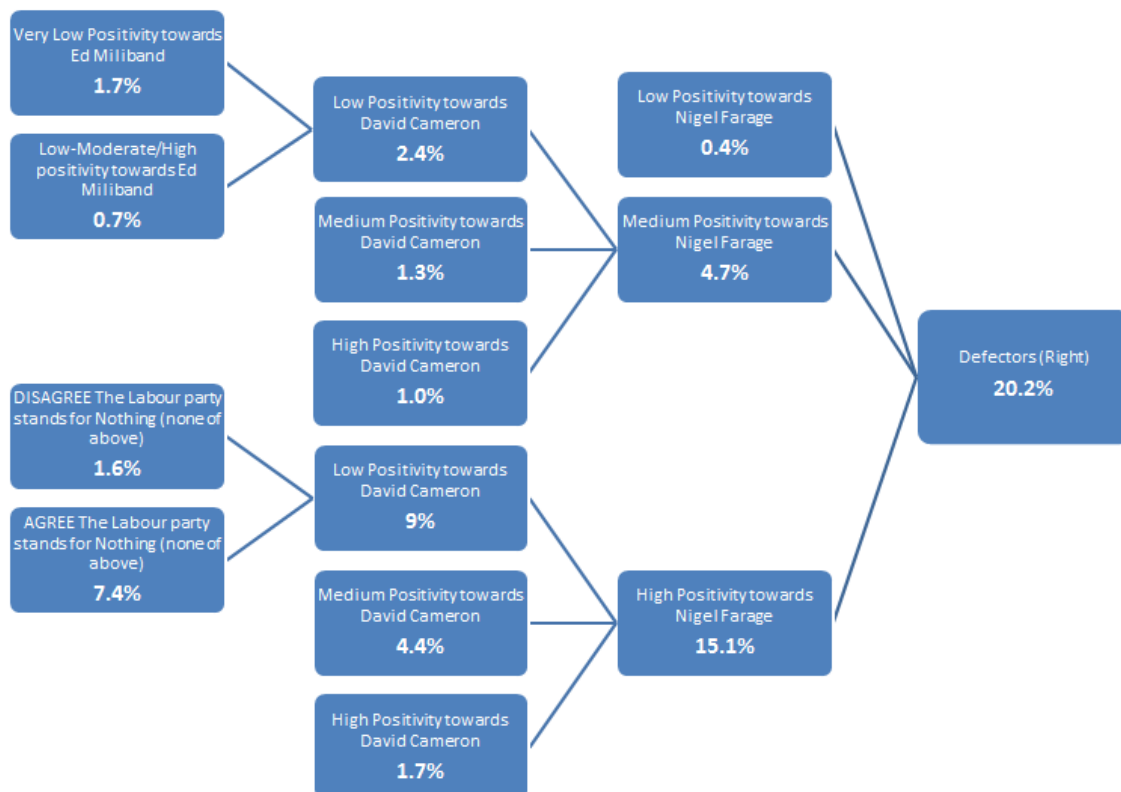 Very Low Positivity towards
Ed Miliband
1.7%
Low-Moderate/High
positivity towards Ed
Miliband
0.7%
Low Positivity towards
David Cameron
2.4%
Medium Positivity towards
David Cameron
1.3%
High Positivity towards
David Cameron
1.0%
Low Positivity towards
Nigel Farage
0.4%
Medium Positivity towards
Nigel Farage
4.7%
Defectors (Right)
20.2%
DISAGREE The Labour party
stands for Nothing (none of
above)
1.6%
AGREE The Labour party
stands for Nothing (none of
above)
7.4%
Low Positivity towards
David Cameron
9%
Medium Positivity towards
David Cameron
4.4%
High Positivity towards
David Cameron
1.7%
High Positivity towards
Nigel Farage
15.1%